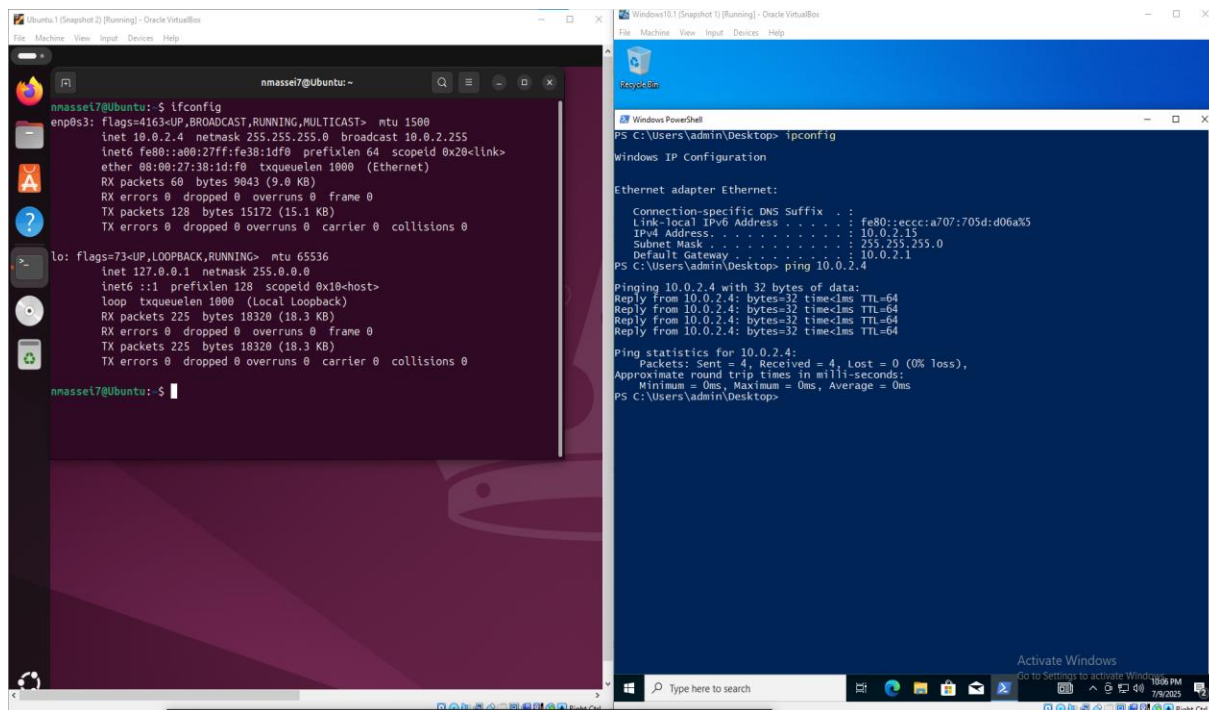 Ubuntu.1 (Snapshot 2) [Running] - Oracle VirtualBox
File Machine View Input Devices Help
nmassei7@Ubuntu: ~
nmassei7@Ubuntu:~$ ifconfig
enp0s3: flags=4163<UP,BROADCAST,RUNNING,MULTICAST> mtu 1500
inet 10.0.2.4 netmask 255.255.255.0 broadcast 10.0.2.255
inet6 fe80::a00:27ff:fe38:1df0 prefixlen 64 scopeid 0x20<link>
ether 08:00:27:38:1d:f0 txqueuelen 1000 (Ethernet)
RX packets 60 bytes 9043 (9.0 KB)
RX errors 0 dropped 0 overruns 0 frame 0
TX packets 128 bytes 15172 (15.1 KB)
TX errors 0 dropped 0 overruns 0 carrier 0 collisions 0
lo: flags=73<UP,LOOPBACK,RUNNING> mtu 65536
inet 127.0.0.1 netmask 255.0.0.0
inet6 ::1 prefixlen 128 scopeid 0x10<host>
loop txqueuelen 1000 (Local Loopback)
RX packets 225 bytes 18320 (18.3 KB)
RX errors 0 dropped 0 overruns 0 frame 0
TX packets 225 bytes 18320 (18.3 KB)
TX errors 0 dropped 0 overruns 0 carrier 0 collisions 0
nmassei7@Ubuntu:~$
Right Ctrl
Windows10.1 (Snapshot 1) [Running] - Oracle VirtualBox
File Machine View Input Devices Help
Recycle Bin
Windows PowerShell
PS C:\Users\admin\Desktop> ipconfig
Windows IP Configuration
Ethernet adapter Ethernet:
Connection-specific DNS Suffix . :
Link-local IPv6 Address . . . . . : fe80::eccc:a707:705d:d06a%5
IPv4 Address. . . . . . . . . . . : 10.0.2.15
Subnet Mask . . . . . . . . . . . : 255.255.255.0
Default Gateway . . . . . . . . . : 10.0.2.1
PS C:\Users\admin\Desktop> ping 10.0.2.4
Pinging 10.0.2.4 with 32 bytes of data:
Reply from 10.0.2.4: bytes=32 time<1ms TTL=64
Reply from 10.0.2.4: bytes=32 time<1ms TTL=64
Reply from 10.0.2.4: bytes=32 time<1ms TTL=64
Reply from 10.0.2.4: bytes=32 time<1ms TTL=64
Ping statistics for 10.0.2.4:
Packets: Sent = 4, Received = 4, Lost = 0 (0% loss),
Approximate round trip times in milli-seconds:
Minimum = 0ms, Maximum = 0ms, Average = 0ms
PS C:\Users\admin\Desktop>
Activate Windows
Go to Settings to activate Windows.
Type here to search
10:06 PM
7/9/2025
2
Right Ctrl